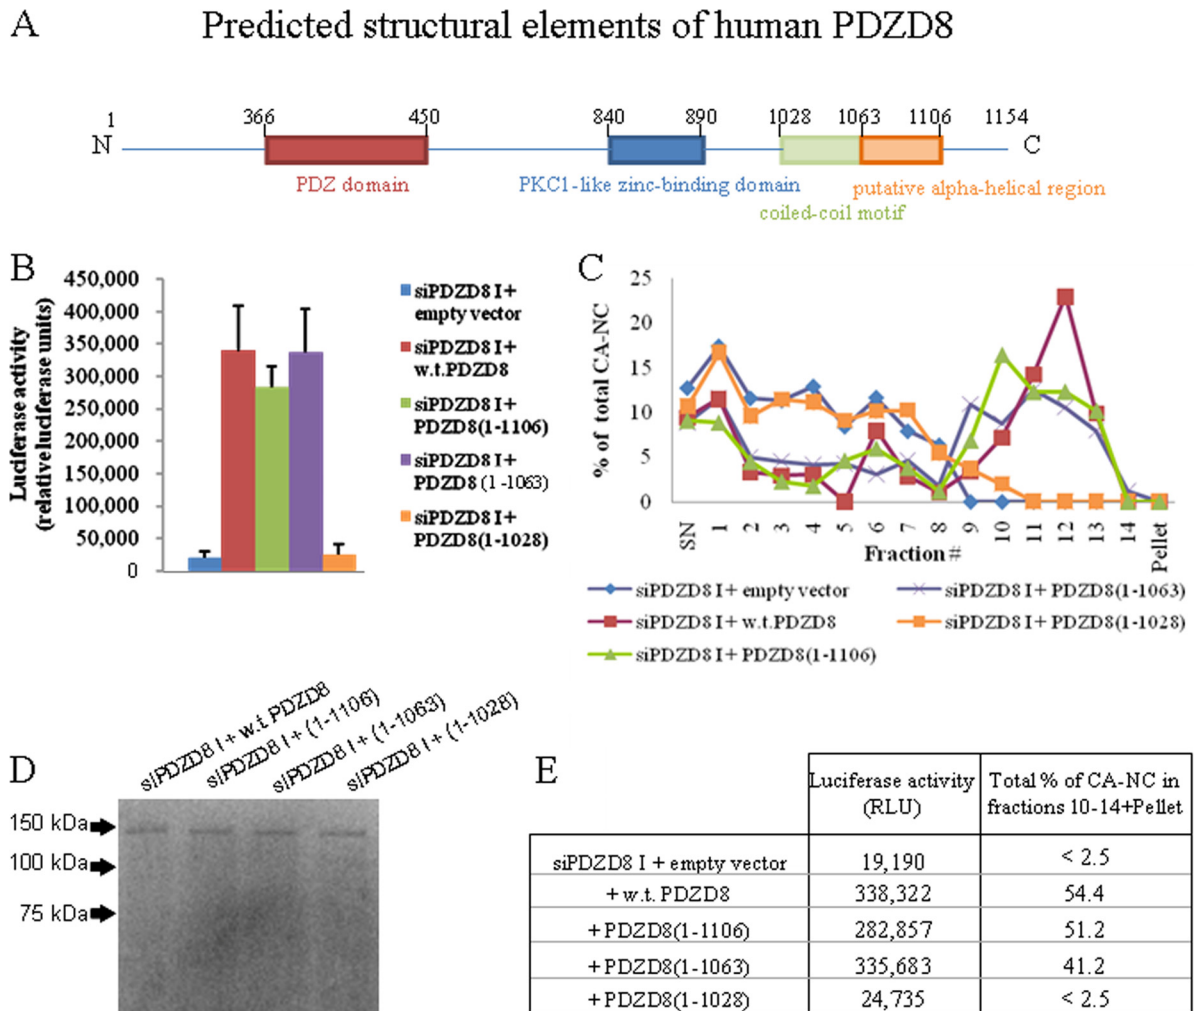 A
Predicted structural elements of human PDZD8
1 366 450 840 890 1028 1063 1106 1154
N C
PDZ domain PKC1-like zinc-binding domain putative alpha-helical region
coiled-coil motif
B
Luciferase activity
(relative luciferase units)
450,000
400,000
350,000
300,000
250,000
200,000
150,000
100,000
50,000
0
siPDZD8 I +
empty vector
siPDZD8 I +
w.t.PDZD8
siPDZD8 I +
PDZD8(1-1106)
siPDZD8 I +
PDZD8 (1 -1063)
siPDZD8 I +
PDZD8(1-1028)
C
% of total CA-NC
25
20
15
10
5
0
SN 1 2 3 4 5 6 7 8 9 10 11 12 13 14 Pellet
Fraction #
siPDZD8 I + empty vector
siPDZD8 I + w.t.PDZD8
siPDZD8 I + PDZD8(1-1106)
siPDZD8 I + PDZD8(1-1063)
siPDZD8 I + PDZD8(1-1028)
D
siPDZD8 I + w.t. PDZD8
siPDZD8 I + (1-1106)
siPDZD8 I + (1-1063)
siPDZD8 I + (1-1028)
150 kDa
100 kDa
75 kDa
E
Luciferase activity
(RLU)
Total % of CA-NC in
fractions 10-14+Pellet
siPDZD8 I + empty vector 19,190 < 2.5
+ w.t. PDZD8 338,322 54.4
+ PDZD8(1-1106) 282,857 51.2
+ PDZD8(1-1063) 335,683 41.2
+ PDZD8(1-1028) 24,735 < 2.5